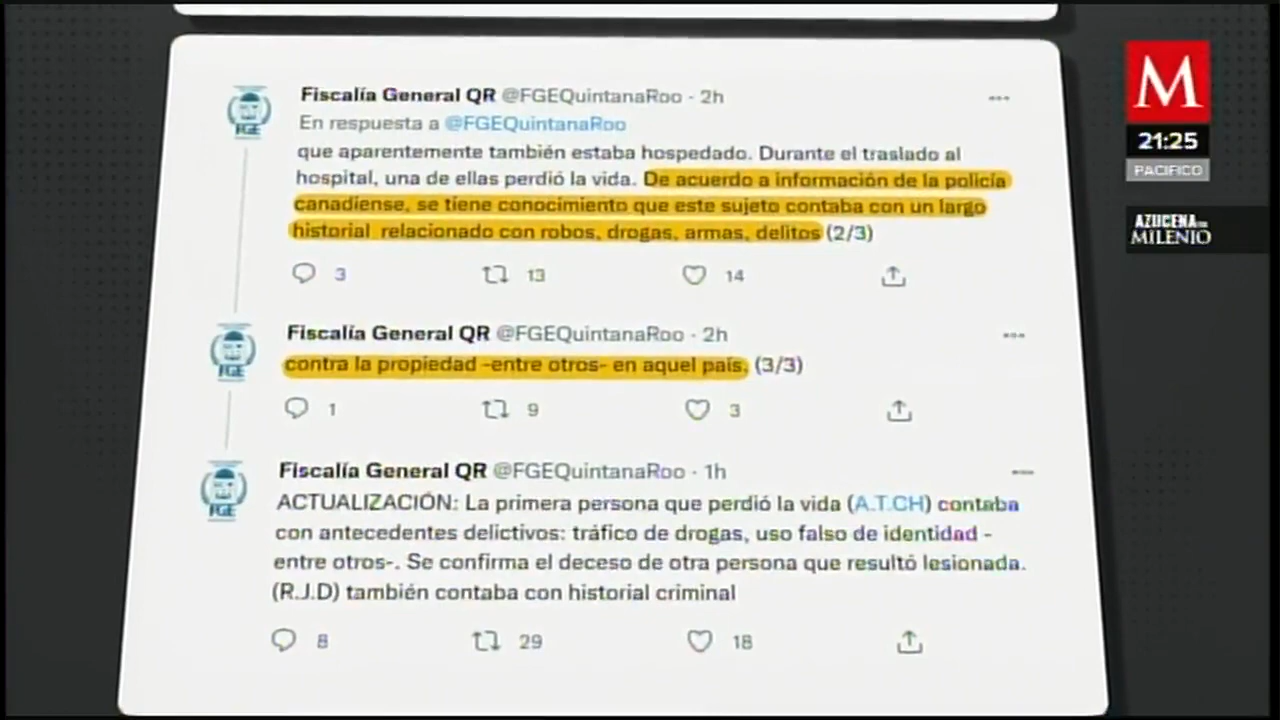 Fiscalía General QR @FGEQuintanaRoo · 2h
En respuesta a @FGEQuintanaRoo
que aparentemente también estaba hospedado. Durante el traslado al
hospital, una de ellas perdió la vida. De acuerdo a información de la policía
canadiense, se tiene conocimiento que este sujeto contaba con un largo
historial relacionado con robos, drogas, armas, delitos (2/3)
3 13 14
Fiscalía General QR @FGEQuintanaRoo · 2h
contra la propiedad -entre otros- en aquel país. (3/3)
1 9 3
Fiscalía General QR @FGEQuintanaRoo · 1h
ACTUALIZACIÓN: La primera persona que perdió la vida (A.T.CH) contaba
con antecedentes delictivos: tráfico de drogas, uso falso de identidad -
entre otros-. Se confirma el deceso de otra persona que resultó lesionada.
(R.J.D) también contaba con historial criminal
8 29 18
FGE
FGE
FGE
M
21:25
PACIFICO
AZUCENA EN
MILENIO